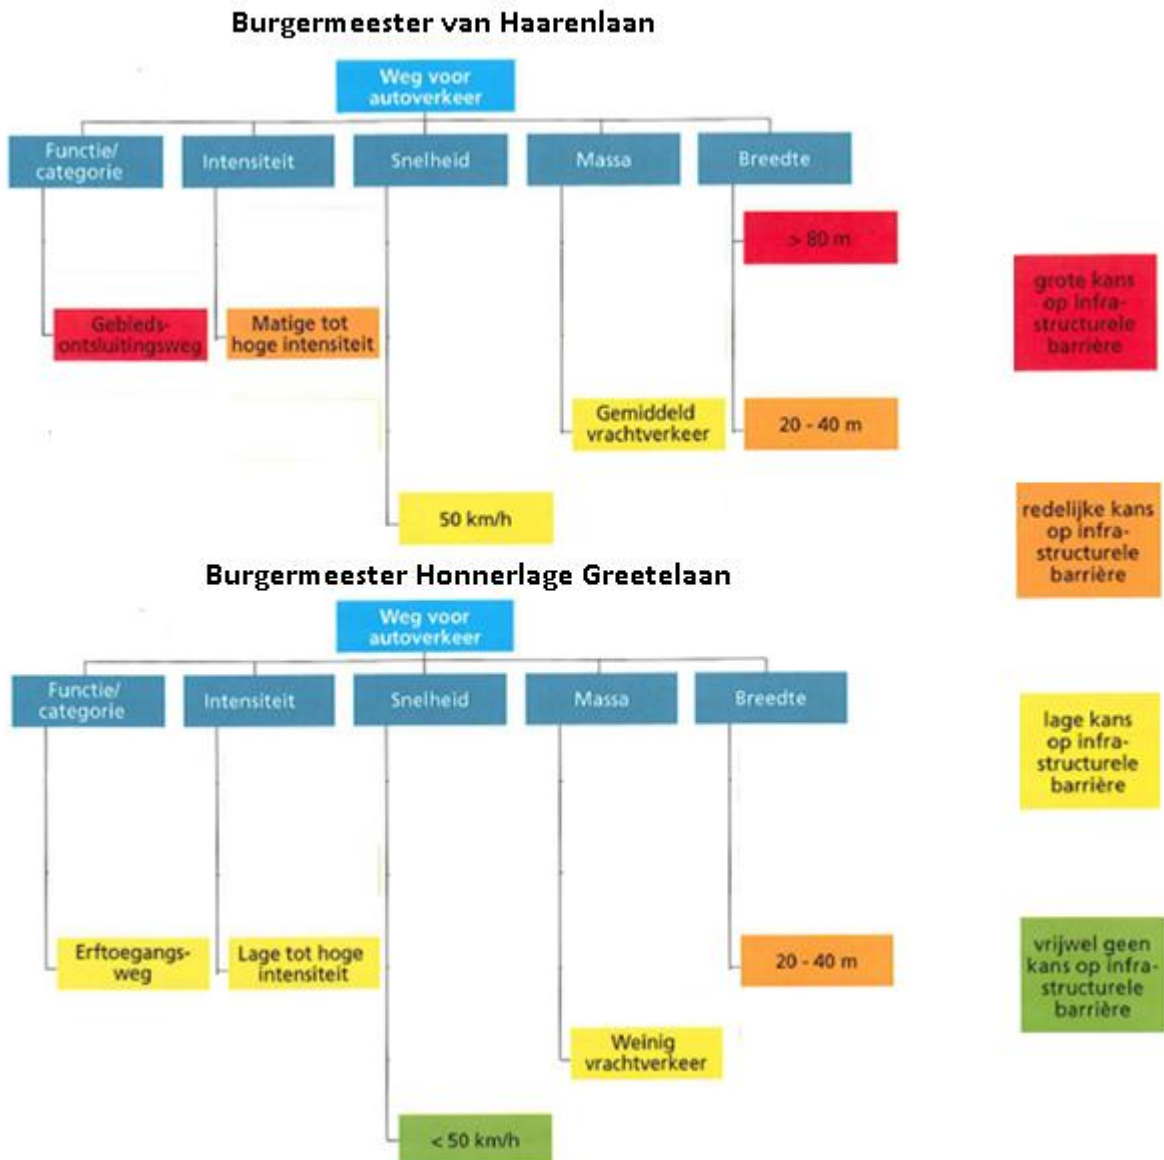 Burgermeester van Haarenlaan
Weg voor
autoverkeer
Functie/
categorie
Intensiteit
Snelheid
Massa
Breedte
> 80 m
Gebieds-
ontsluitingsweg
Matige tot
hoge intensiteit
Gemiddeld
vrachtverkeer
20 - 40 m
50 km/h
grote kans
op infra-
structurele
barrière
redelijke kans
op infra-
structurele
barrière
Burgermeester Honnerlage Greetelaan
Weg voor
autoverkeer
Functie/
categorie
Intensiteit
Snelheid
Massa
Breedte
Erftoegangs-
weg
Lage tot hoge
intensiteit
20 - 40 m
Weinig
vrachtverkeer
< 50 km/h
lage kans
op infra-
structurele
barrière
vrijwel geen
kans op infra-
structurele
barrière